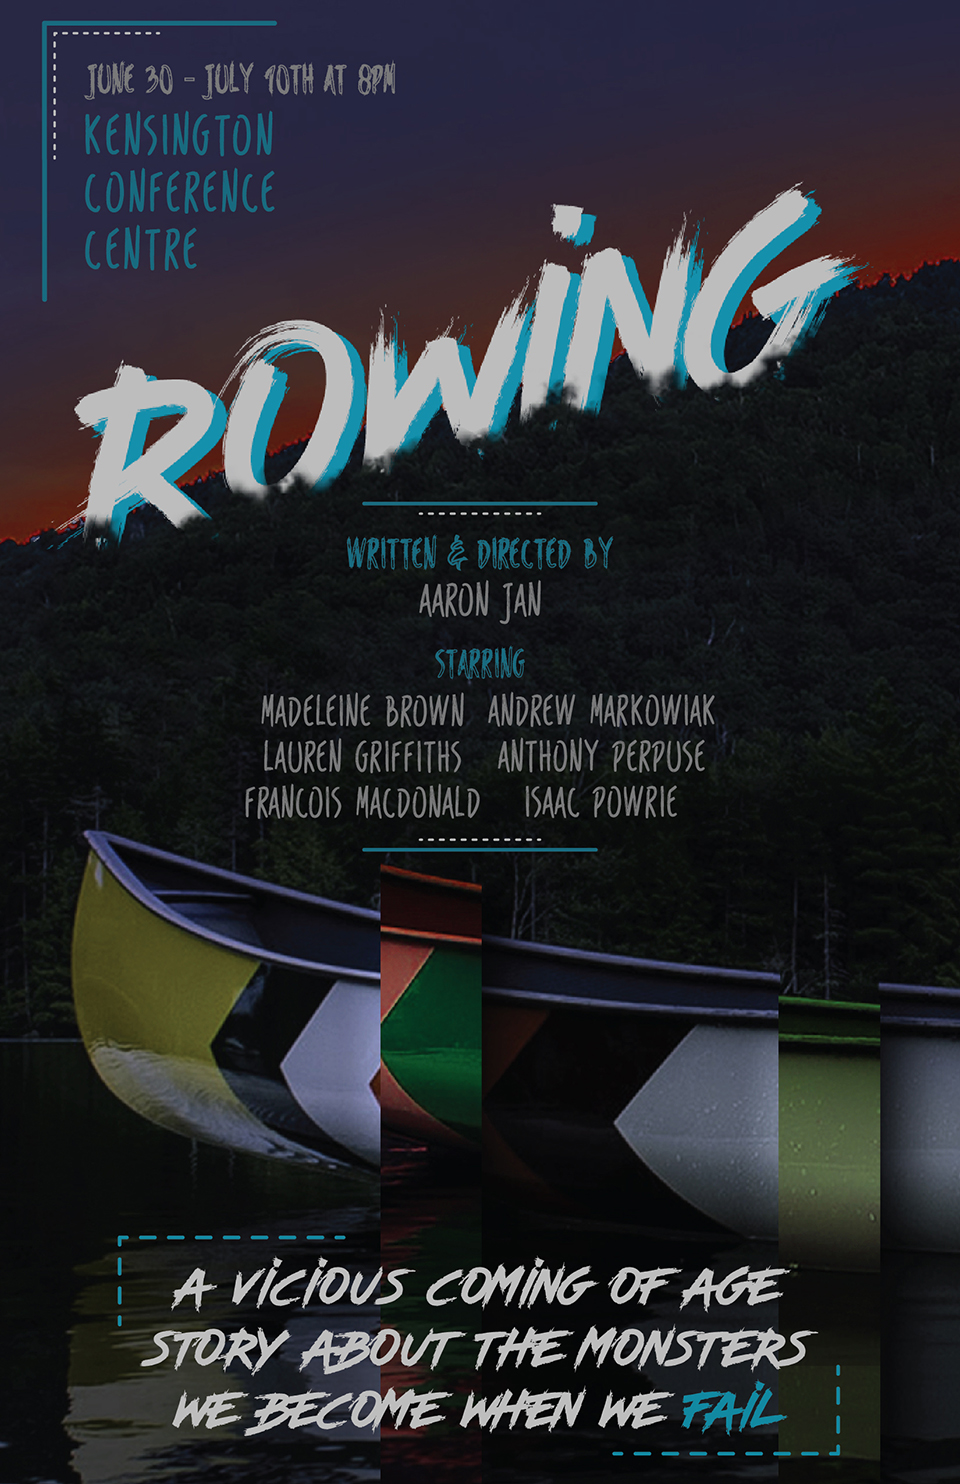 JUNE 30 - JULY 10TH AT 8PM
KENSINGTON
CONFERENCE
CENTRE
ROWING
WRITTEN & DIRECTED BY
AARON JAN
STARRING
MADELEINE BROWN ANDREW MARKOWIAK
LAUREN GRIFFITHS ANTHONY PERPUSE
FRANCOIS MACDONALD ISAAC POWRIE
A VICIOUS COMING OF AGE
STORY ABOUT THE MONSTERS
WE BECOME WHEN WE FAIL